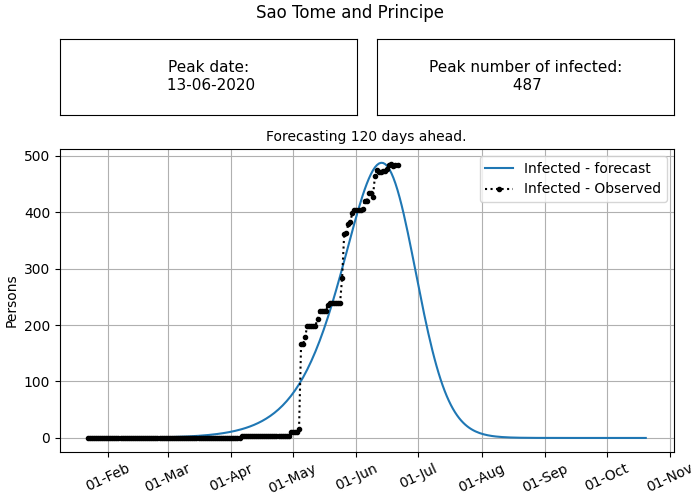 Sao Tome and Principe
Peak date:
13-06-2020
Peak number of infected:
487
Forecasting 120 days ahead.
Infected - forecast
Infected - Observed
Persons
500
400
300
200
100
0
01-Feb
01-Mar
01-Apr
01-May
01-Jun
01-Jul
01-Aug
01-Sep
01-Oct
01-Nov